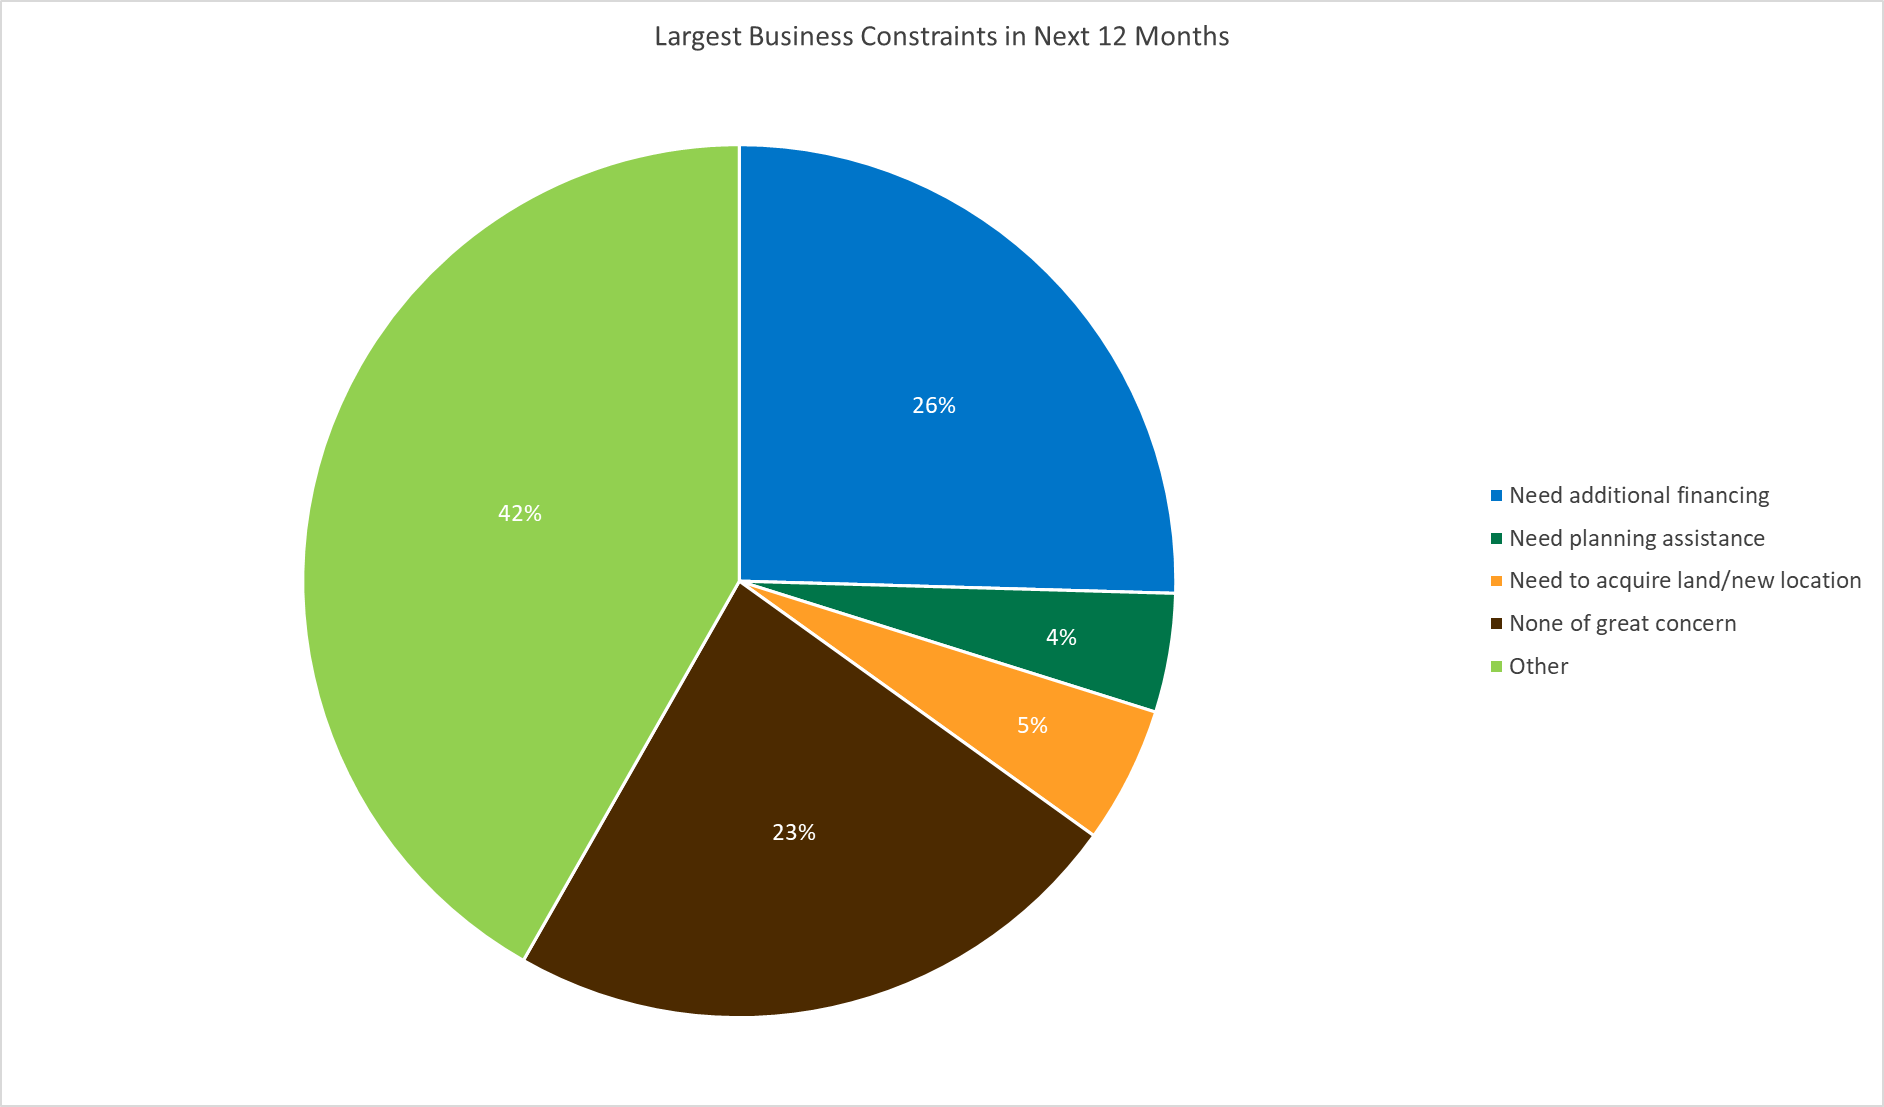 Largest Business Constraints in Next 12 Months
26%
42%
4%
5%
23%
Need additional financing
Need planning assistance
Need to acquire land/new location
None of great concern
Other